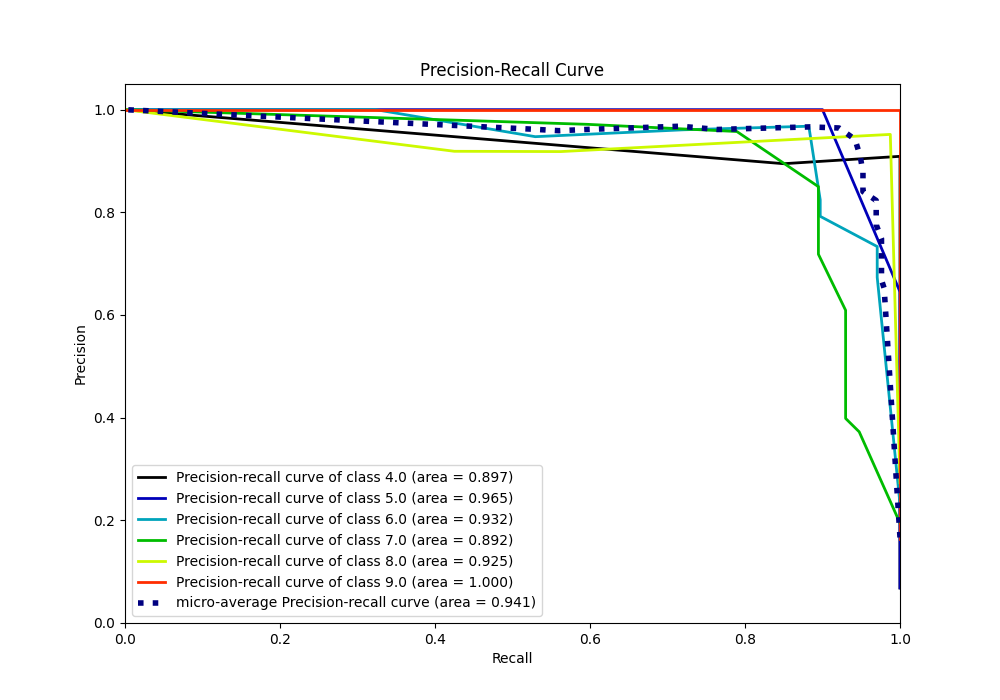 Precision-Recall Curve
1.0
0.8
0.6
0.4
0.2
0.0
Precision
Precision-recall curve of class 4.0 (area = 0.897)
Precision-recall curve of class 5.0 (area = 0.965)
Precision-recall curve of class 6.0 (area = 0.932)
Precision-recall curve of class 7.0 (area = 0.892)
Precision-recall curve of class 8.0 (area = 0.925)
Precision-recall curve of class 9.0 (area = 1.000)
micro-average Precision-recall curve (area = 0.941)
0.0 0.2 0.4 0.6 0.8 1.0
Recall